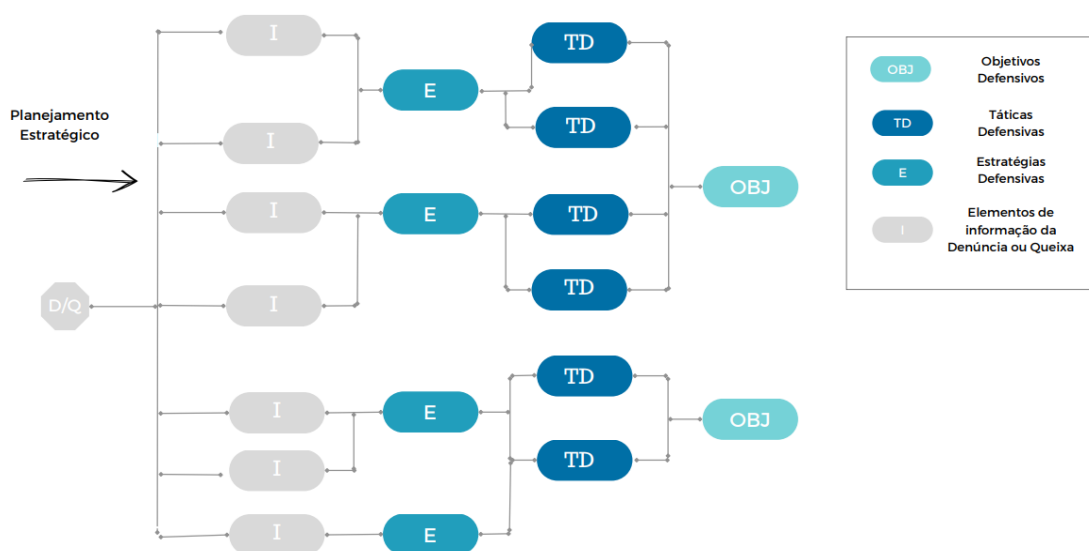 I
TD
OBJ
Objetivos
Defensivos
E
Planejamento
Estratégico
TD
Táticas
Defensivas
TD
I
E
Estratégias
Defensivas
OBJ
I
E
TD
Elementos de
I
informação da
Denúncia ou Queixa
TD
I
D/Q
TD
I
E
OBJ
TD
I
I
E